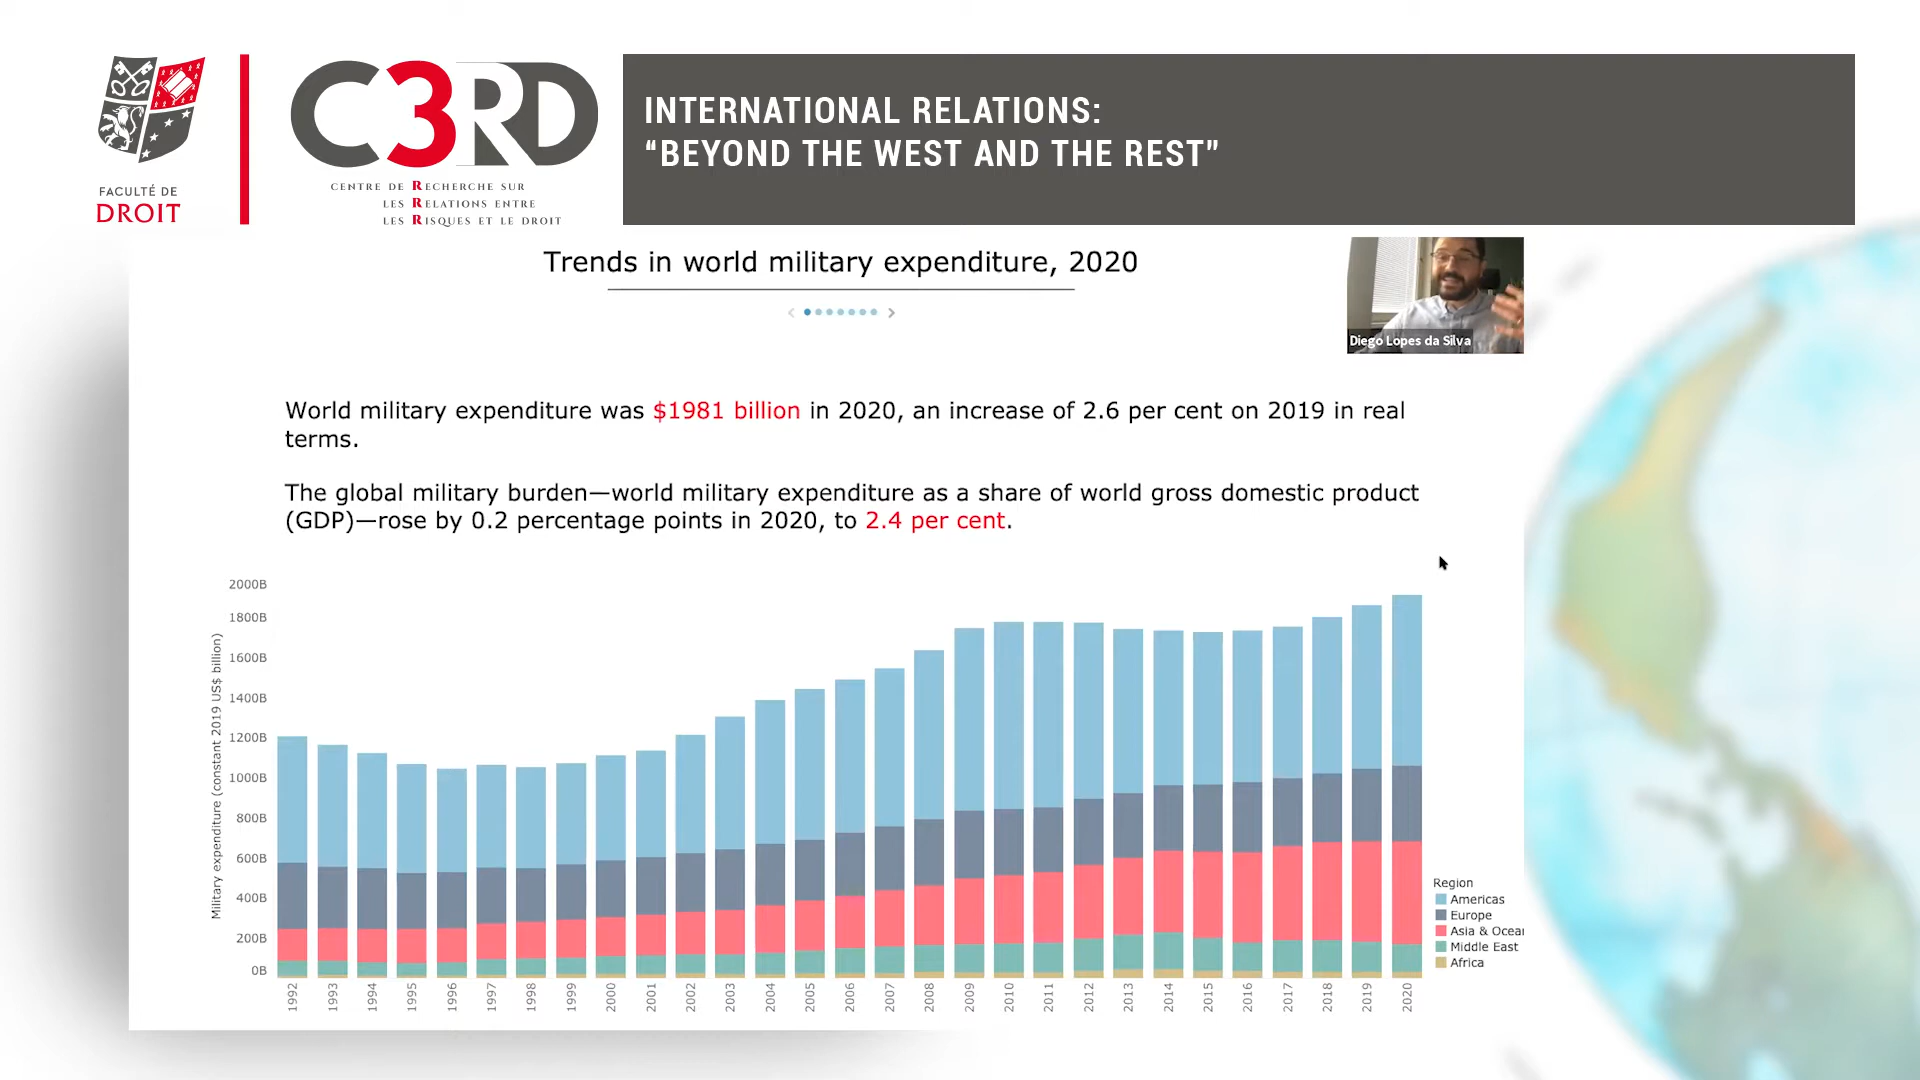 FACULTÉ DE
DROIT
C3RD
CENTRE DE RECHERCHE SUR
LES RELATIONS ENTRE
LES RISQUES ET LE DROIT
INTERNATIONAL RELATIONS:
“BEYOND THE WEST AND THE REST”
Trends in world military expenditure, 2020
Diego Lopes da Silva
World military expenditure was $1981 billion in 2020, an increase of 2.6 per cent on 2019 in real
terms.
The global military burden—world military expenditure as a share of world gross domestic product
(GDP)—rose by 0.2 percentage points in 2020, to 2.4 per cent.
Military expenditure (constant 2019 US$ billion)
2000B
1800B
1600B
1400B
1200B
1000B
800B
600B
400B
200B
0B
1992
1993
1994
1995
1996
1997
1998
1999
2000
2001
2002
2003
2004
2005
2006
2007
2008
2009
2010
2011
2012
2013
2014
2015
2016
2017
2018
2019
2020
Region
Americas
Europe
Asia & Ocea
Middle East
Africa